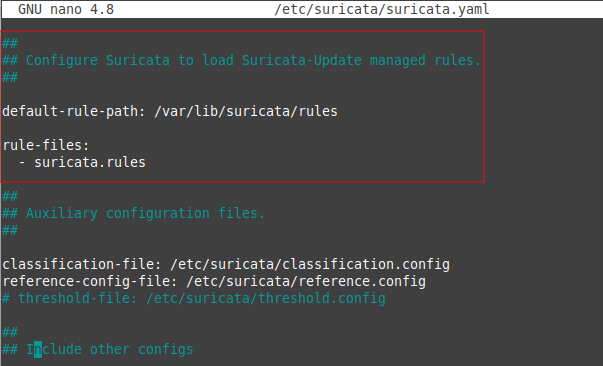 GNU nano 4.8 /etc/suricata/suricata.yaml
##
## Configure Suricata to load Suricata-Update managed rules.
##
default-rule-path: /var/lib/suricata/rules
rule-files:
  - suricata.rules
##
## Auxiliary configuration files.
##
classification-file: /etc/suricata/classification.config
reference-config-file: /etc/suricata/reference.config
# threshold-file: /etc/suricata/threshold.config
##
## Include other configs